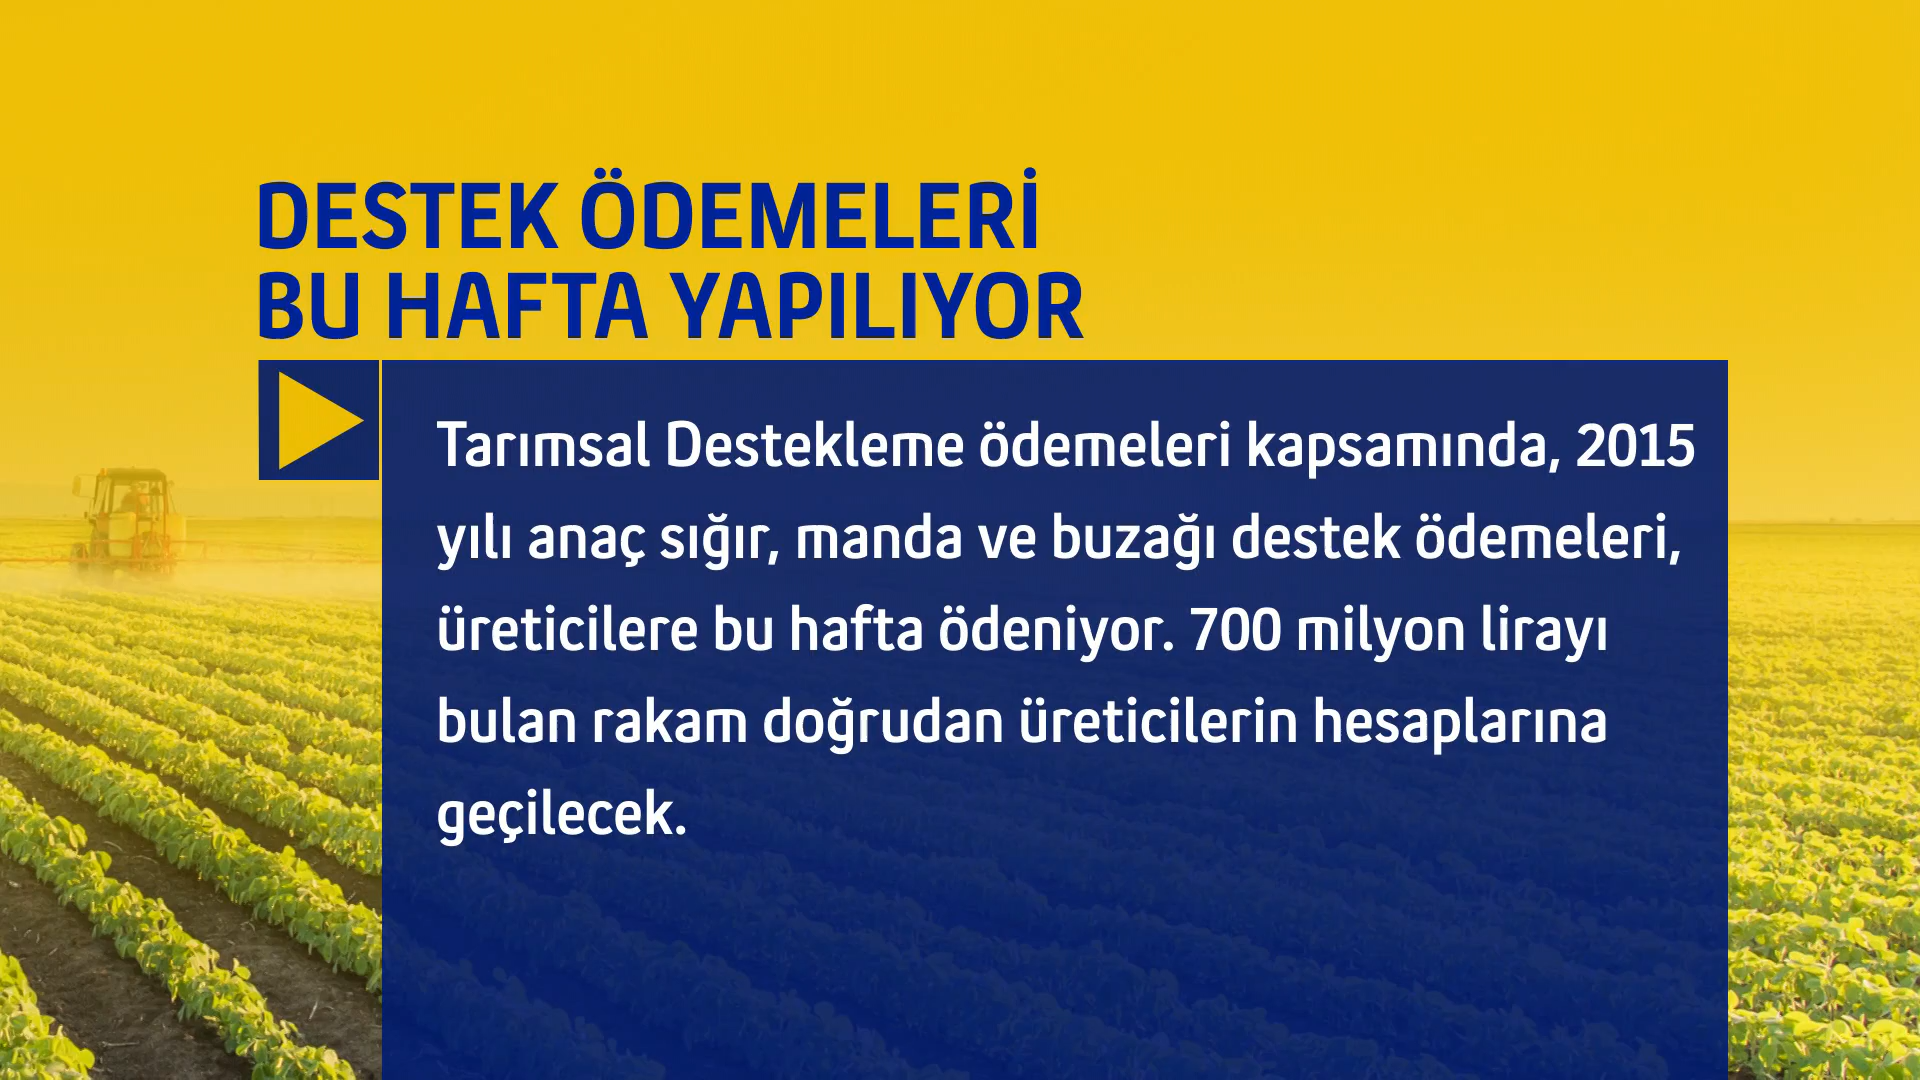 DESTEK ÖDEMELERİ
BU HAFTA YAPILIYOR
Tarımsal Destekleme ödemeleri kapsamında, 2015
yılı anaç sığır, manda ve buzağı destek ödemeleri,
üreticilere bu hafta ödeniyor. 700 milyon lirayı
bulan rakam doğrudan üreticilerin hesaplarına
geçilecek.